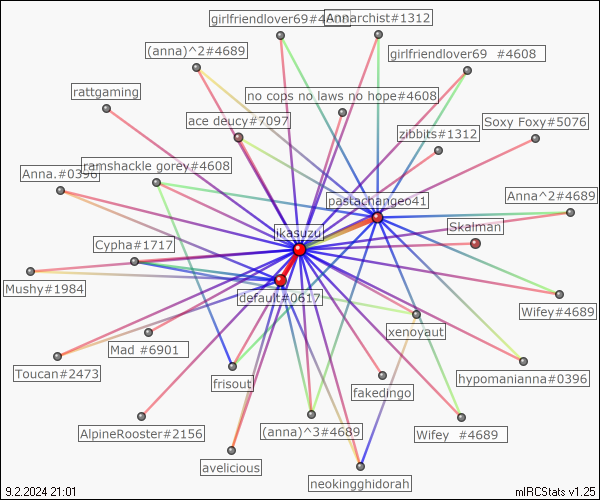 girlfriendlover69#4608
Annarchist#1312
(anna)^2#4689
girlfriendlover69 #4608
rattgaming
no cops no laws no hope#4608
ace deucy#7097
Soxy Foxy#5076
zibbits#1312
Anna.#0396
ramshackle gorey#4608
Anna^2#4689
pastachangeo41
Skalman
ikasuzu
Cypha#1717
Mushy#1984
default#0617
Wifey#4689
xenoyaut
Mad #6901
Toucan#2473
frisout
hypomanianna#0396
fakedingo
AlpineRooster#2156
(anna)^3#4689
Wifey #4689
avelicious
neokingghidorah
9.2.2024 21:01
mIRCStats v1.25